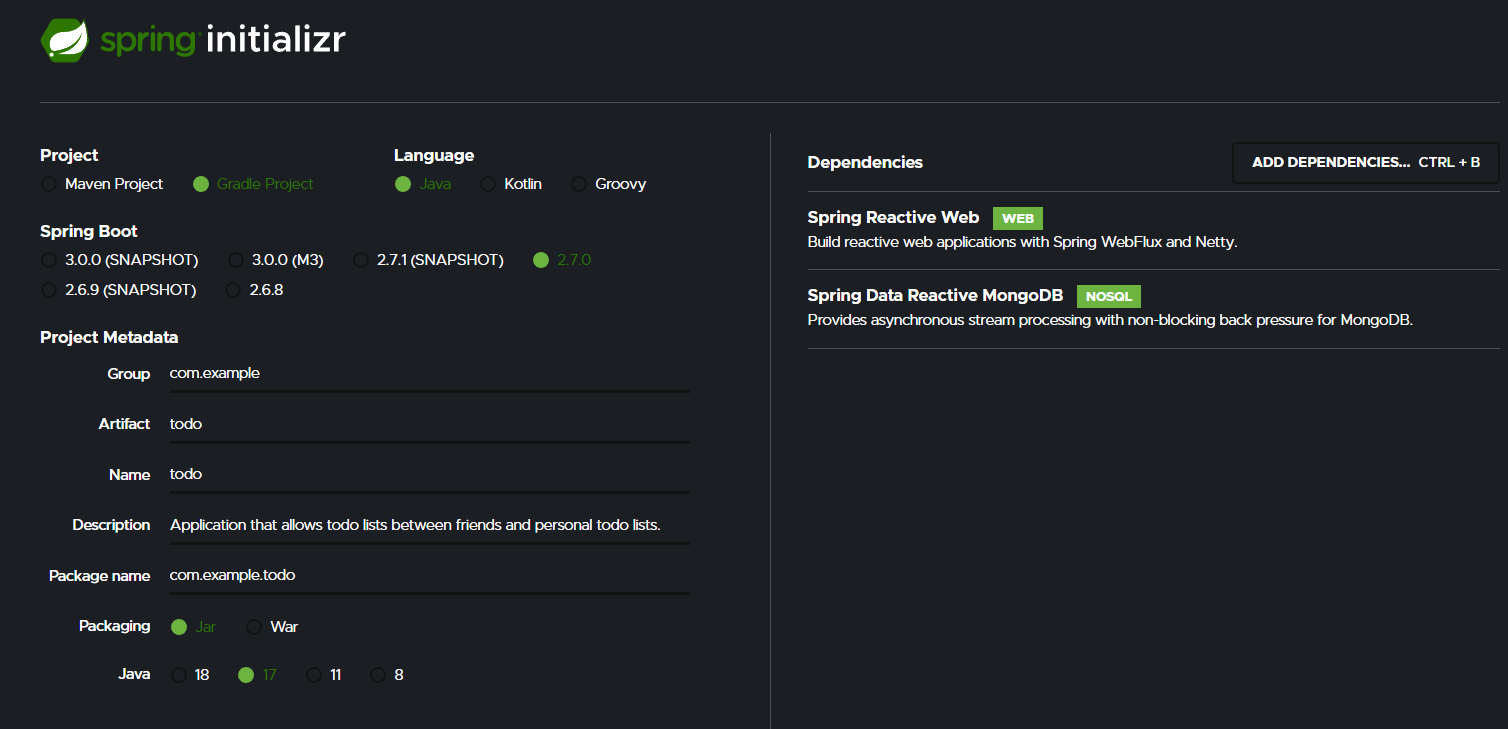 spring initializr
Project
Maven Project Gradle Project
Language
Java Kotlin Groovy
Spring Boot
3.0.0 (SNAPSHOT) 3.0.0 (M3) 2.7.1 (SNAPSHOT) 2.7.0
2.6.9 (SNAPSHOT) 2.6.8
Project Metadata
Group com.example
Artifact todo
Name todo
Description Application that allows todo lists between friends and personal todo lists.
Package name com.example.todo
Packaging Jar War
Java 18 17 11 8
Dependencies
ADD DEPENDENCIES... CTRL + B
Spring Reactive Web WEB
Build reactive web applications with Spring WebFlux and Netty.
Spring Data Reactive MongoDB NOSQL
Provides asynchronous stream processing with non-blocking back pressure for MongoDB.